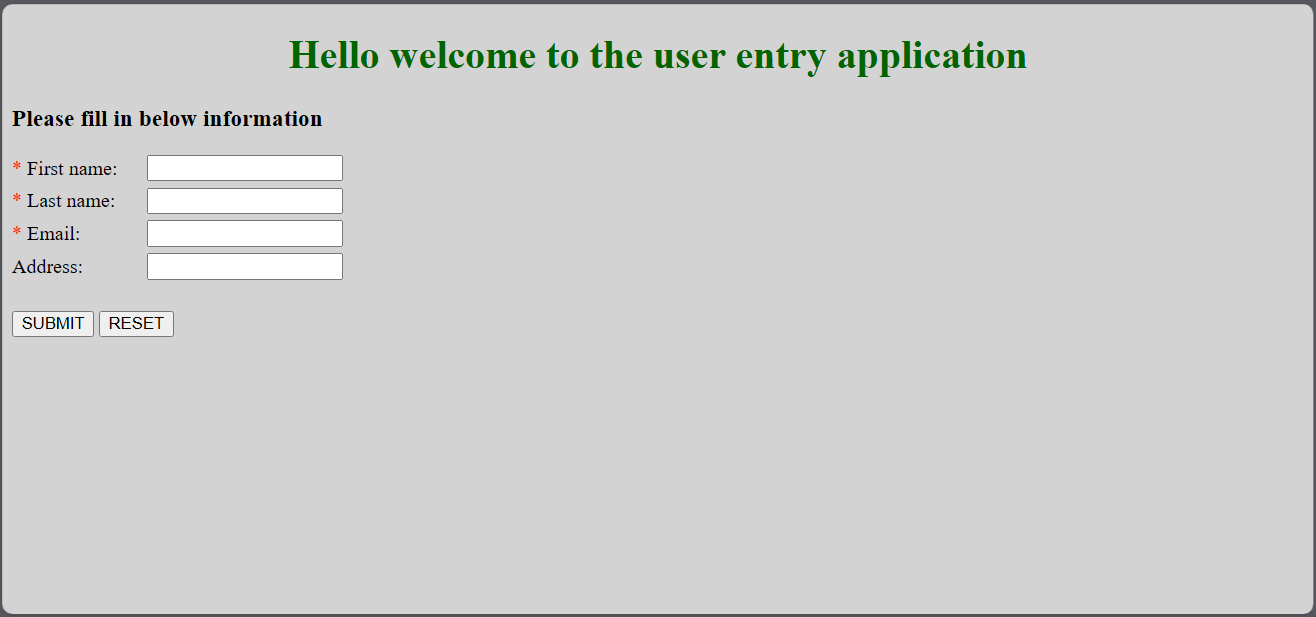 Hello welcome to the user entry application
Please fill in below information
* First name:
* Last name:
* Email:
Address:
SUBMIT RESET